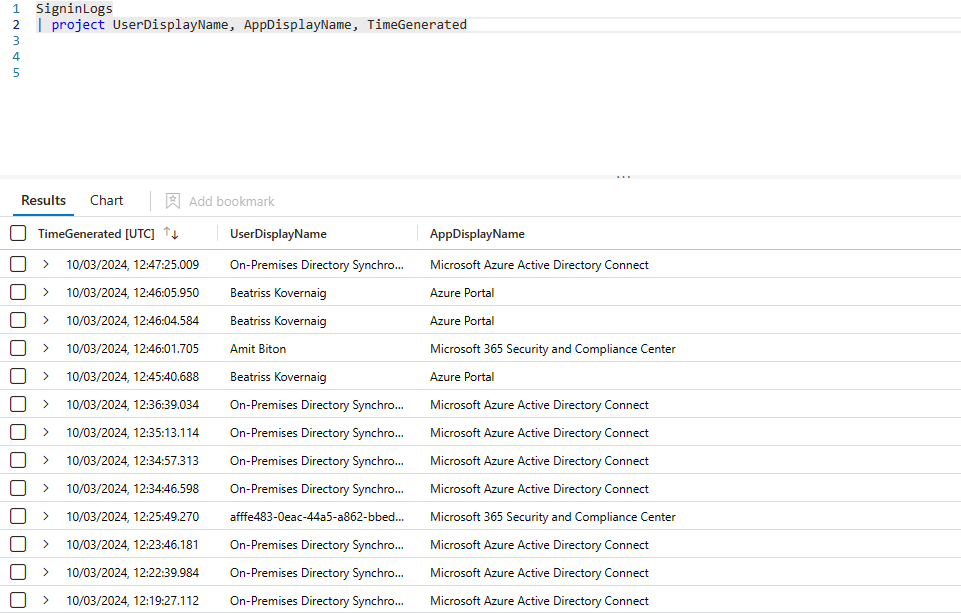 1 SigninLogs
2 | project UserDisplayName, AppDisplayName, TimeGenerated
3
4
5
...
Results Chart Add bookmark
TimeGenerated [UTC] ↑↓ UserDisplayName AppDisplayName
> 10/03/2024, 12:47:25.009 On-Premises Directory Synchro... Microsoft Azure Active Directory Connect
> 10/03/2024, 12:46:05.950 Beatriss Kovernaig Azure Portal
> 10/03/2024, 12:46:04.584 Beatriss Kovernaig Azure Portal
> 10/03/2024, 12:46:01.705 Amit Biton Microsoft 365 Security and Compliance Center
> 10/03/2024, 12:45:40.688 Beatriss Kovernaig Azure Portal
> 10/03/2024, 12:36:39.034 On-Premises Directory Synchro... Microsoft Azure Active Directory Connect
> 10/03/2024, 12:35:13.114 On-Premises Directory Synchro... Microsoft Azure Active Directory Connect
> 10/03/2024, 12:34:57.313 On-Premises Directory Synchro... Microsoft Azure Active Directory Connect
> 10/03/2024, 12:34:46.598 On-Premises Directory Synchro... Microsoft Azure Active Directory Connect
> 10/03/2024, 12:25:49.270 afffe483-0eac-44a5-a862-bbed... Microsoft 365 Security and Compliance Center
> 10/03/2024, 12:23:46.181 On-Premises Directory Synchro... Microsoft Azure Active Directory Connect
> 10/03/2024, 12:22:39.984 On-Premises Directory Synchro... Microsoft Azure Active Directory Connect
> 10/03/2024, 12:19:27.112 On-Premises Directory Synchro... Microsoft Azure Active Directory Connect